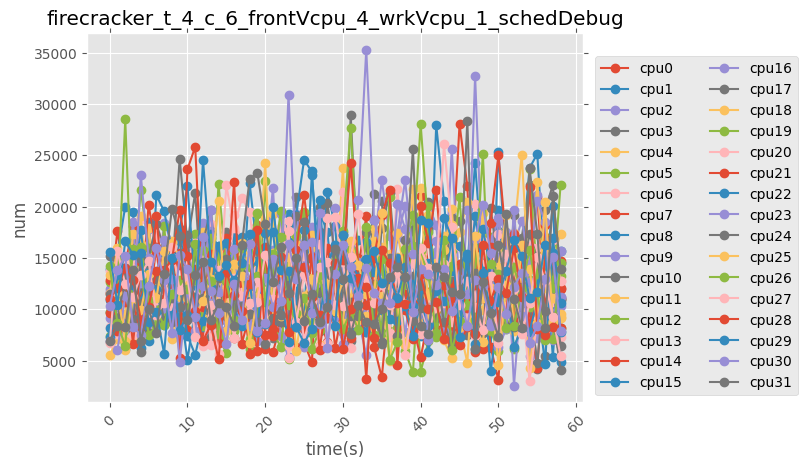 firecracker_t_4_c_6_frontVcpu_4_wrkVcpu_1_schedDebug
35000
30000
25000
20000
15000
10000
5000
num
0
10
20
30
40
50
60
time(s)
cpu0
cpu1
cpu2
cpu3
cpu4
cpu5
cpu6
cpu7
cpu8
cpu9
cpu10
cpu11
cpu12
cpu13
cpu14
cpu15
cpu16
cpu17
cpu18
cpu19
cpu20
cpu21
cpu22
cpu23
cpu24
cpu25
cpu26
cpu27
cpu28
cpu29
cpu30
cpu31